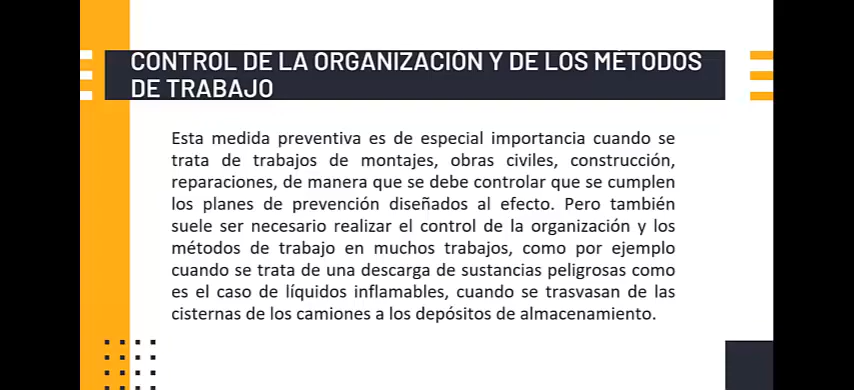 CONTROL DE LA ORGANIZACIÓN Y DE LOS MÉTODOS
DE TRABAJO
Esta medida preventiva es de especial importancia cuando se
trata de trabajos de montajes, obras civiles, construcción,
reparaciones, de manera que se debe controlar que se cumplen
los planes de prevención diseñados al efecto. Pero también
suele ser necesario realizar el control de la organización y los
métodos de trabajo en muchos trabajos, como por ejemplo
cuando se trata de una descarga de sustancias peligrosas como
es el caso de líquidos inflamables, cuando se trasvasan de las
cisternas de los camiones a los depósitos de almacenamiento.